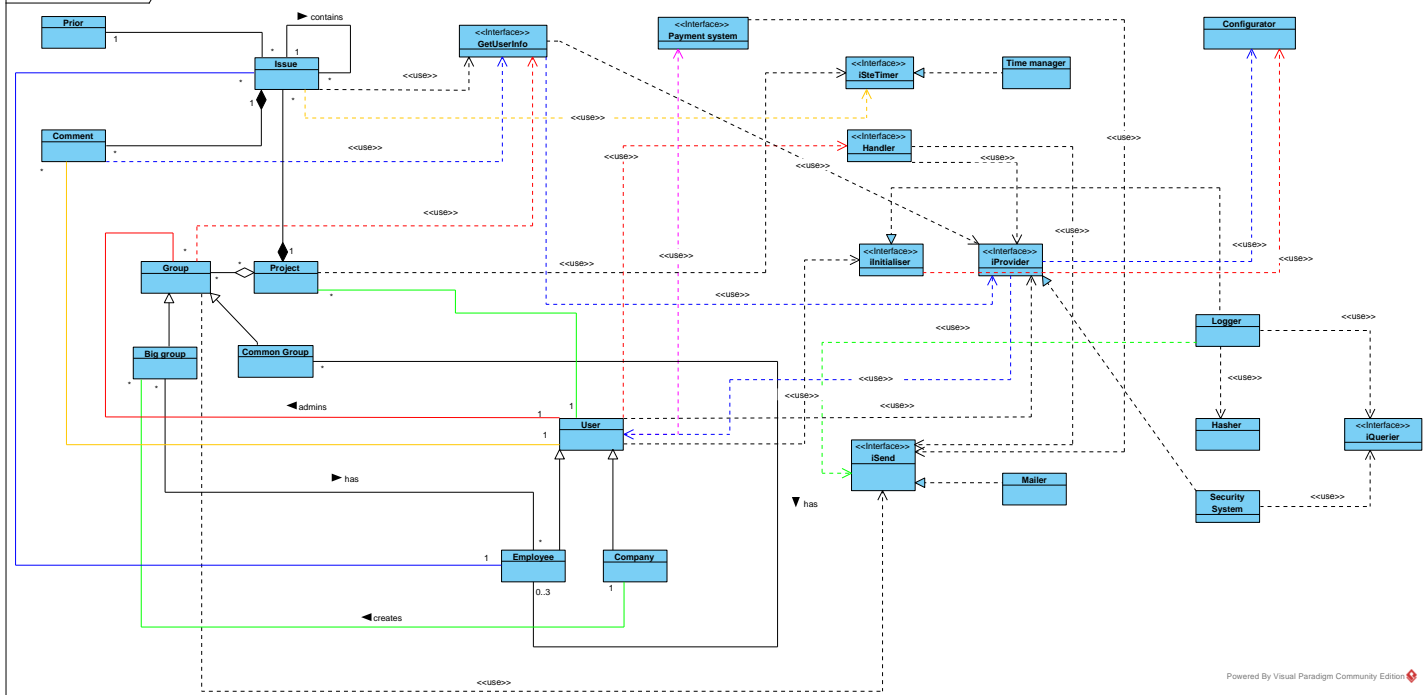 Prior
1
contains
*
1
Issue
*
*
*
1
<<use>>
<<Interface>>
GetUserInfo
<<Interface>>
Payment system
<<Interface>>
iSteTimer
Time manager
Configurator
<<use>>
<<use>>
Comment
*
*
<<use>>
<<use>>
<<Interface>>
Handler
<<use>>
<<use>>
<<use>>
<<use>>
<<use>>
<<use>>
*
Group
*
*
1
Project
*
<<use>>
<<use>>
<<Interface>>
iInitialiser
<<Interface>>
iProvider
<<use>>
<<use>>
Logger
<<use>>
<<use>>
Big group
*
*
Common Group
*
<<use>>
<<use>>
<<use>>
<<use>>
admins
1
1
1
User
<<use>>
Hasher
<<Interface>>
iQuerier
<<Interface>>
iSend
Mailer
has
has
Security
System
<<use>>
*
1
Employee
0..3
Company
1
creates
<<use>>
Powered By Visual Paradigm Community Edition